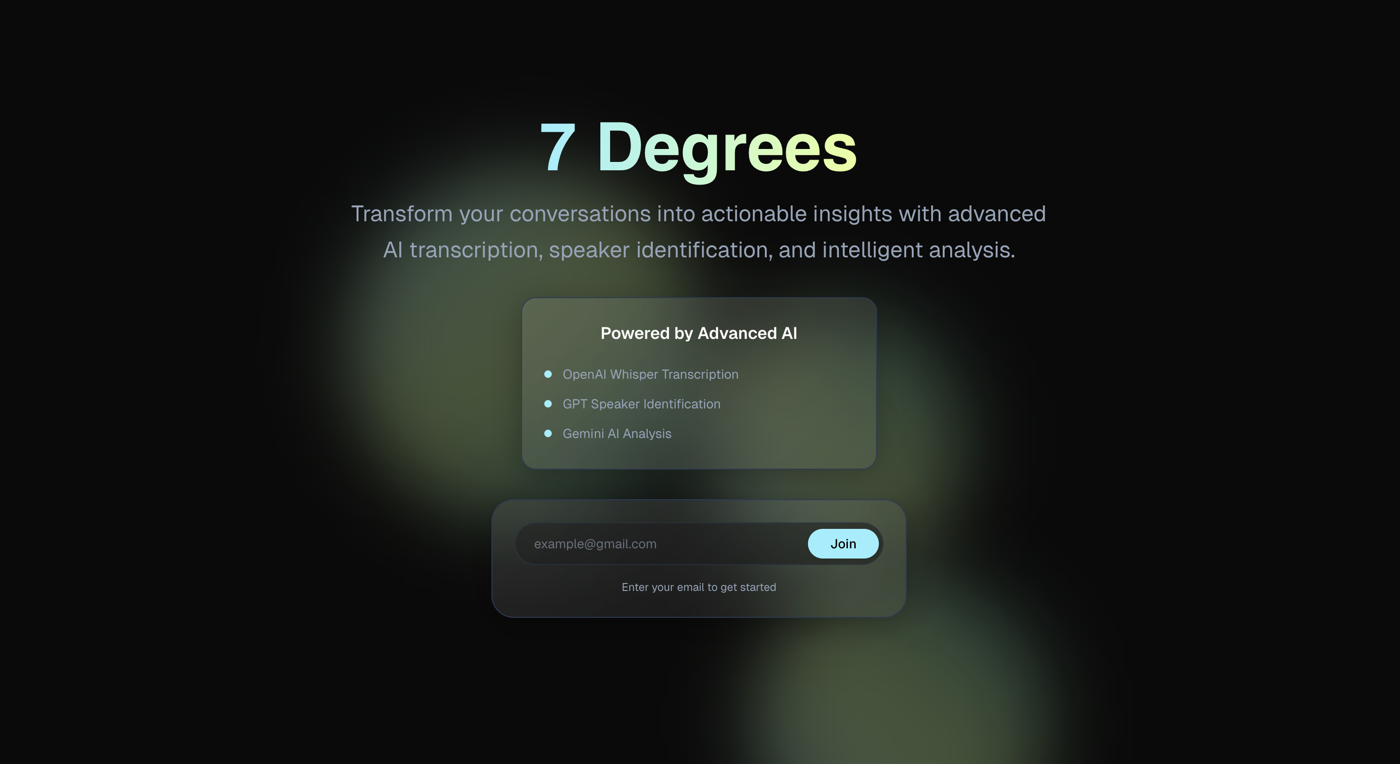 7 Degrees
Transform your conversations into actionable insights with advanced
AI transcription, speaker identification, and intelligent analysis.
Powered by Advanced AI
OpenAI Whisper Transcription
GPT Speaker Identification
Gemini AI Analysis
example@gmail.com
Join
Enter your email to get started